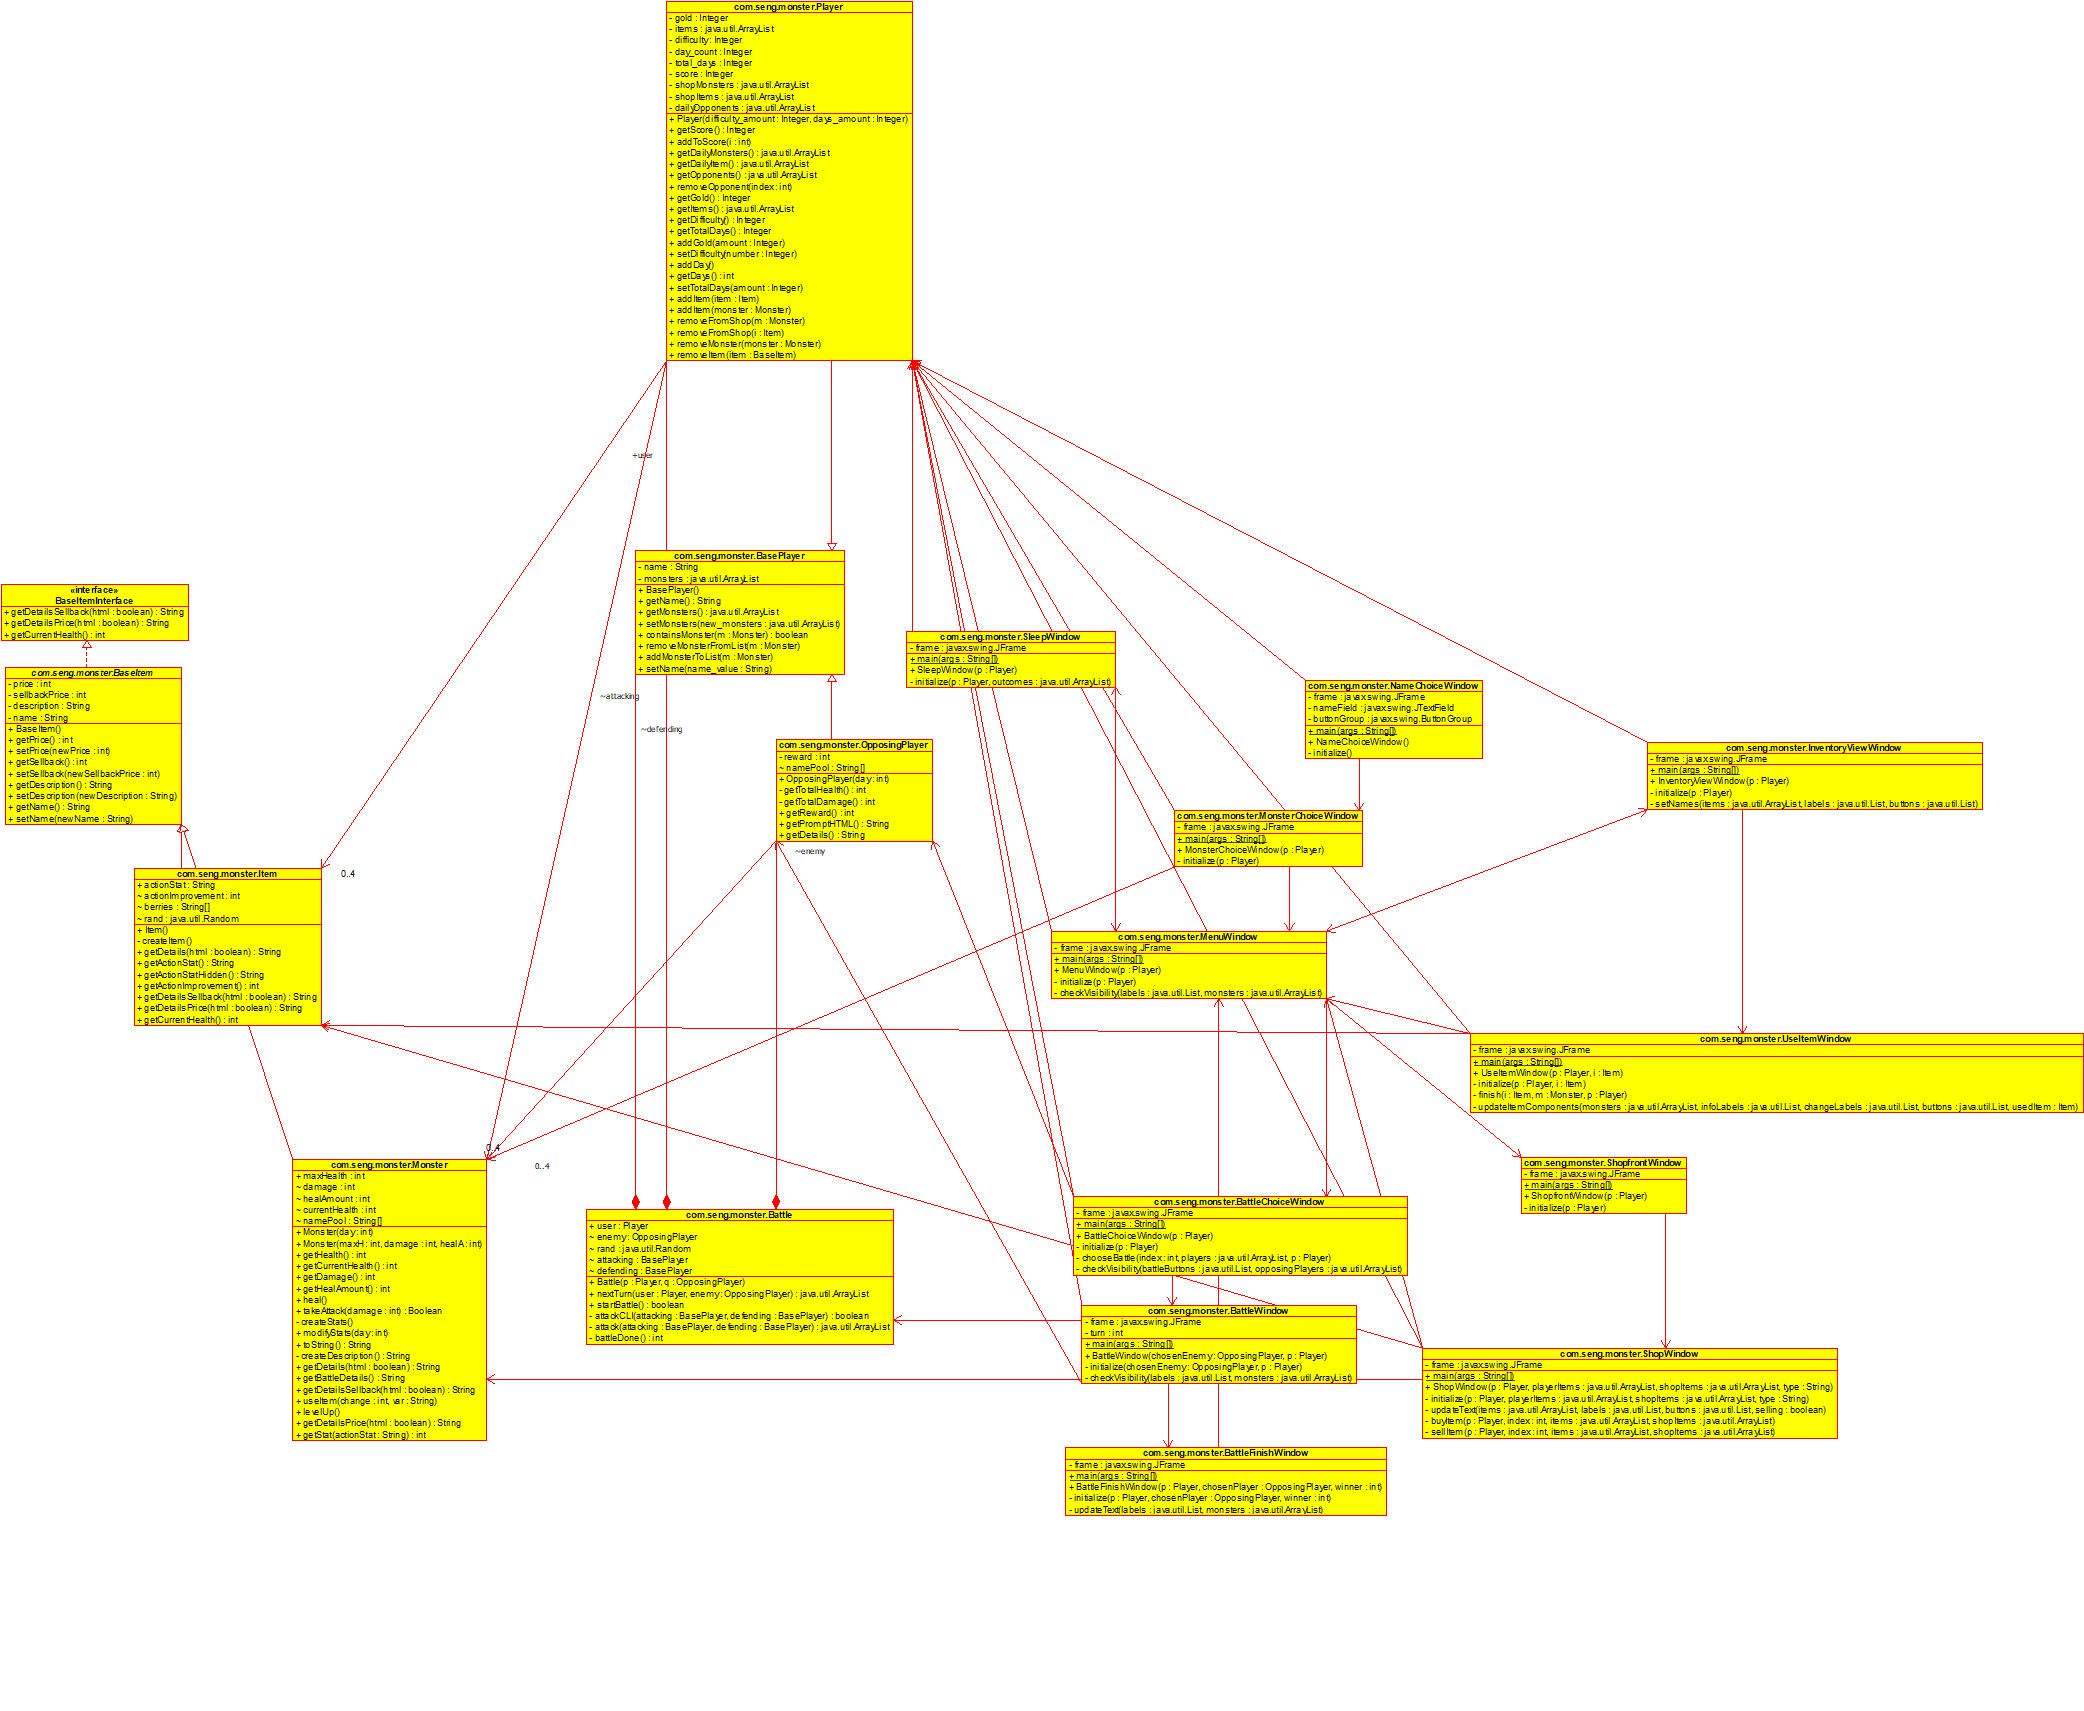 com.seng.monster.Player
- gold : Integer
- items : java.util.ArrayList
- difficulty : Integer
- day_count : Integer
- total_days : Integer
- score : Integer
- shopMonsters : java.util.ArrayList
- shopItems : java.util.ArrayList
- dailyOpponents : java.util.ArrayList
+ Player(difficulty_amount : Integer, days_amount : Integer)
+ getScore() : Integer
+ addToScore(i : int)
+ getDailyMonsters() : java.util.ArrayList
+ getDailyItem() : java.util.ArrayList
+ getOpponents() : java.util.ArrayList
+ removeOpponent(index : int)
+ getGold() : Integer
+ getItems() : java.util.ArrayList
+ getDifficulty() : Integer
+ getTotalDays() : Integer
+ addGold(amount : Integer)
+ setDifficulty(number : Integer)
+ addDay()
+ getDays() : int
+ setTotalDays(amount : Integer)
+ addItem(item : Item)
+ addItem(monster : Monster)
+ removeFromShop(m : Monster)
+ removeFromShop(i : Item)
+ removeMonster(monster : Monster)
+ removeItem(item : BaseItem)
+user
com.seng.monster.BasePlayer
- name : String
- monsters : java.util.ArrayList
+ BasePlayer()
+ getName() : String
+ getMonsters() : java.util.ArrayList
+ setMonsters(new_monsters : java.util.ArrayList)
+ containsMonster(m : Monster) : boolean
+ removeMonsterFromList(m : Monster)
+ addMonsterToList(m : Monster)
+ setName(name_value : String)
«interface»
BaseItemInterface
+ getDetailsSellback(html : boolean) : String
+ getDetailsPrice(html : boolean) : String
+ getCurrentHealth() : int
com.seng.monster.BaseItem
- price : int
- sellbackPrice : int
- description : String
- name : String
+ BaseItem()
+ getPrice() : int
+ setPrice(newPrice : int)
+ getSellback() : int
+ setSellback(newSellbackPrice : int)
+ getDescription() : String
+ setDescription(newDescription : String)
+ getName() : String
+ setName(newName : String)
com.seng.monster.SleepWindow
- frame : javax.swing.JFrame
+ main(args : String[])
+ SleepWindow(p : Player)
- initialize(p : Player, outcomes : java.util.ArrayList)
com.seng.monster.NameChoiceWindow
- frame : javax.swing.JFrame
- nameField : javax.swing.JTextField
- buttonGroup : javax.swing.ButtonGroup
+ main(args : String[])
+ NameChoiceWindow()
- initialize()
~attacking
~defending
com.seng.monster.OpposingPlayer
- reward : int
~ namePool : String[]
+ OpposingPlayer(day : int)
- getTotalHealth() : int
- getTotalDamage() : int
+ getReward() : int
+ getPromptHTML() : String
+ getDetails() : String
~enemy
com.seng.monster.InventoryViewWindow
- frame : javax.swing.JFrame
+ main(args : String[])
+ InventoryViewWindow(p : Player)
- initialize(p : Player)
- setNames(items : java.util.ArrayList, labels : java.util.List, buttons : java.util.List)
com.seng.monster.MonsterChoiceWindow
- frame : javax.swing.JFrame
+ main(args : String[])
+ MonsterChoiceWindow(p : Player)
- initialize(p : Player)
0..4
com.seng.monster.Item
+ actionStat : String
~ actionImprovement : int
~ berries : String[]
~ rand : java.util.Random
+ Item()
- createItem()
+ getDetails(html : boolean) : String
+ getActionStat() : String
+ getActionStatHidden() : String
+ getActionImprovement() : int
+ getDetailsSellback(html : boolean) : String
+ getDetailsPrice(html : boolean) : String
+ getCurrentHealth() : int
com.seng.monster.MenuWindow
- frame : javax.swing.JFrame
+ main(args : String[])
+ MenuWindow(p : Player)
- initialize(p : Player)
- checkVisibility(labels : java.util.List, monsters : java.util.ArrayList)
com.seng.monster.UseItemWindow
- frame : javax.swing.JFrame
+ main(args : String[])
+ UseItemWindow(p : Player, i : Item)
- initialize(p : Player, i : Item)
- finish(i : Item, m : Monster, p : Player)
- updateItemComponents(monsters : java.util.ArrayList, infoLabels : java.util.List, changeLabels : java.util.List, buttons : java.util.List, usedItem : Item)
0..4
0..4
com.seng.monster.Monster
+ maxHealth : int
~ damage : int
~ healAmount : int
~ currentHealth : int
~ namePool : String[]
+ Monster(day : int)
+ Monster(maxH : int, damage : int, healA : int)
+ getHealth() : int
+ getCurrentHealth() : int
+ getDamage() : int
+ getHealAmount() : int
+ heal()
+ takeAttack(damage : int) : Boolean
- createStats()
+ modifyStats(day : int)
+ toString() : String
- createDescription() : String
+ getDetails(html : boolean) : String
+ getBattleDetails() : String
+ getDetailsSellback(html : boolean) : String
+ useItem(change : int, var : String)
+ levelUp()
+ getDetailsPrice(html : boolean) : String
+ getStat(actionStat : String) : int
com.seng.monster.Battle
+ user : Player
~ enemy : OpposingPlayer
~ rand : java.util.Random
~ attacking : BasePlayer
~ defending : BasePlayer
+ Battle(p : Player, q : OpposingPlayer)
+ nextTurn(user : Player, enemy : OpposingPlayer) : java.util.ArrayList
+ startBattle() : boolean
- attackCLI(attacking : BasePlayer, defending : BasePlayer) : boolean
- attack(attacking : BasePlayer, defending : BasePlayer) : java.util.ArrayList
- battleDone() : int
com.seng.monster.ShopfrontWindow
- frame : javax.swing.JFrame
+ main(args : String[])
+ ShopfrontWindow(p : Player)
- initialize(p : Player)
com.seng.monster.BattleChoiceWindow
- frame : javax.swing.JFrame
+ main(args : String[])
+ BattleChoiceWindow(p : Player)
- initialize(p : Player)
- chooseBattle(index : int, players : java.util.ArrayList, p : Player)
- checkVisibility(battleButtons : java.util.List, opposingPlayers : java.util.ArrayList)
com.seng.monster.BattleWindow
- frame : javax.swing.JFrame
- turn : int
+ main(args : String[])
+ BattleWindow(chosenEnemy : OpposingPlayer, p : Player)
- initialize(chosenEnemy : OpposingPlayer, p : Player)
- checkVisibility(labels : java.util.List, monsters : java.util.ArrayList)
com.seng.monster.ShopWindow
- frame : javax.swing.JFrame
+ main(args : String[])
+ ShopWindow(p : Player, playerItems : java.util.ArrayList, shopItems : java.util.ArrayList, type : String)
- initialize(p : Player, playerItems : java.util.ArrayList, shopItems : java.util.ArrayList, type : String)
- updateText(items : java.util.ArrayList, labels : java.util.List, buttons : java.util.List, selling : boolean)
- buyItem(p : Player, index : int, items : java.util.ArrayList, shopItems : java.util.ArrayList)
- sellItem(p : Player, index : int, items : java.util.ArrayList, shopItems : java.util.ArrayList)
com.seng.monster.BattleFinishWindow
- frame : javax.swing.JFrame
+ main(args : String[])
+ BattleFinishWindow(p : Player, chosenPlayer : OpposingPlayer, winner : int)
- initialize(p : Player, chosenPlayer : OpposingPlayer, winner : int)
- updateText(labels : java.util.List, monsters : java.util.ArrayList)